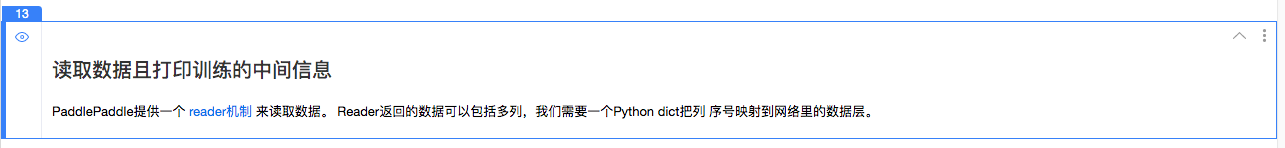 13
读取数据且打印训练的中间信息
PaddlePaddle提供一个 reader机制 来读取数据。 Reader返回的数据可以包括多列，我们需要一个Python dict把列 序号映射到网络里的数据层。